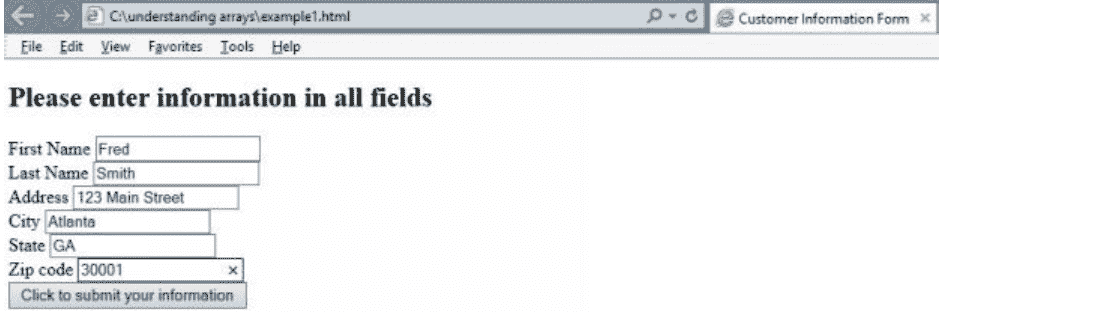 C:\understanding arrays\example1.html
Customer Information Form
File Edit View Favorites Tools Help
Please enter information in all fields
First Name Fred
Last Name Smith
Address 123 Main Street
City Atlanta
State GA
Zip code 30001
Click to submit your information